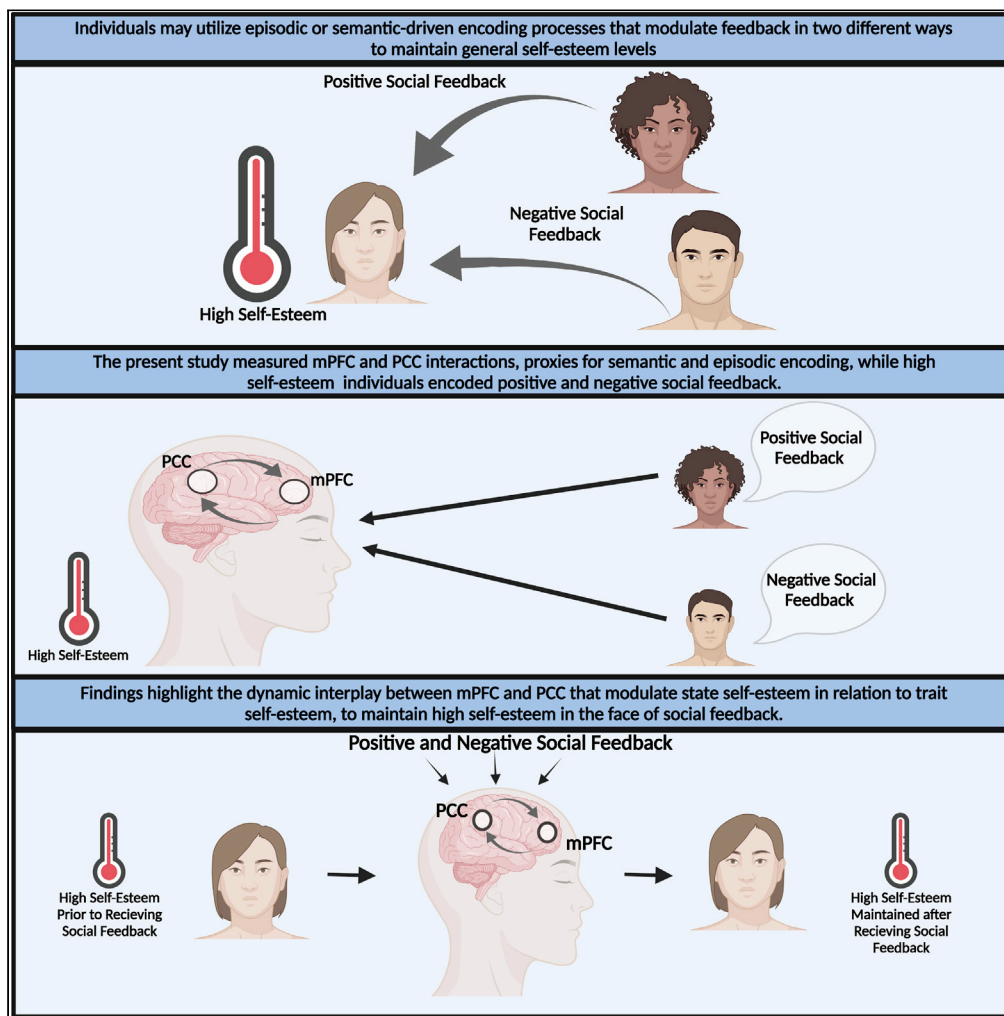 Individuals may utilize episodic or semantic-driven encoding processes that modulate feedback in two different ways
to maintain general self-esteem levels
Positive Social Feedback
Negative Social
Feedback
High Self-Esteem
The present study measured mPFC and PCC interactions, proxies for semantic and episodic encoding, while high
self-esteem individuals encoded positive and negative social feedback.
PCC
mPFC
Positive Social
Feedback
Negative Social
Feedback
High Self-Esteem
Findings highlight the dynamic interplay between mPFC and PCC that modulate state self-esteem in relation to trait
self-esteem, to maintain high self-esteem in the face of social feedback.
Positive and Negative Social Feedback
PCC
mPFC
High Self-Esteem
Prior to Recieving
Social Feedback
High Self-Esteem
Maintained after
Recieving Social
Feedback